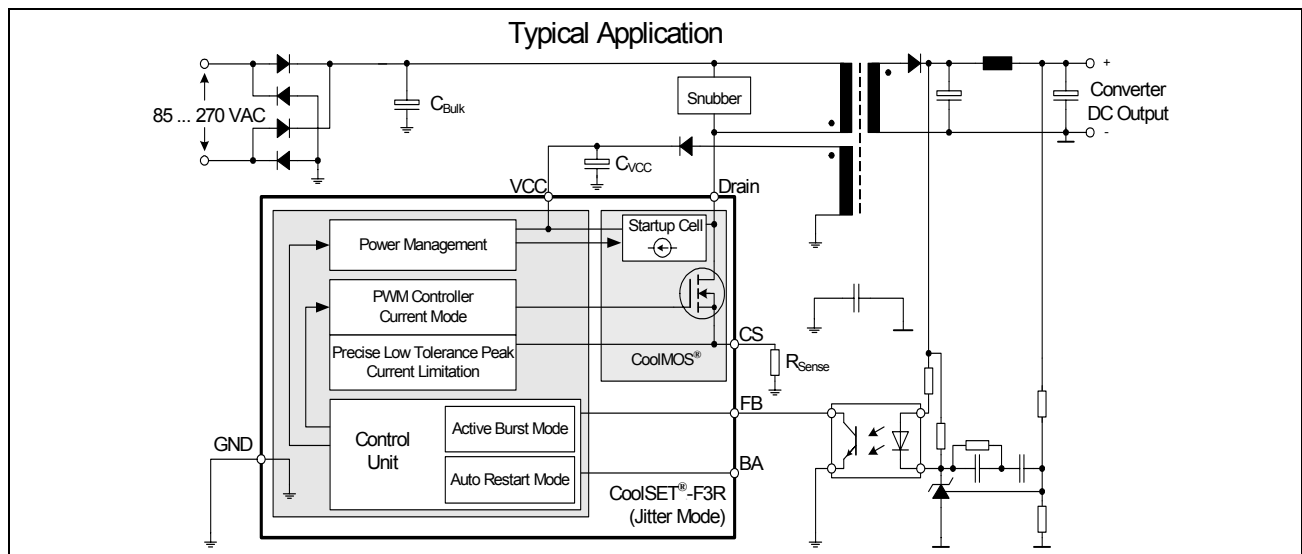 Typical Application
85 ... 270 VAC
CBulk
Snubber
+
Converter
DC Output
-
CVCC
VCC
Drain
Power Management
Startup Cell
PWM Controller
Current Mode
Precise Low Tolerance Peak
Current Limitation
CoolMOS®
CS
RSense
FB
GND
Control
Unit
Active Burst Mode
Auto Restart Mode
BA
CoolSET®-F3R
(Jitter Mode)